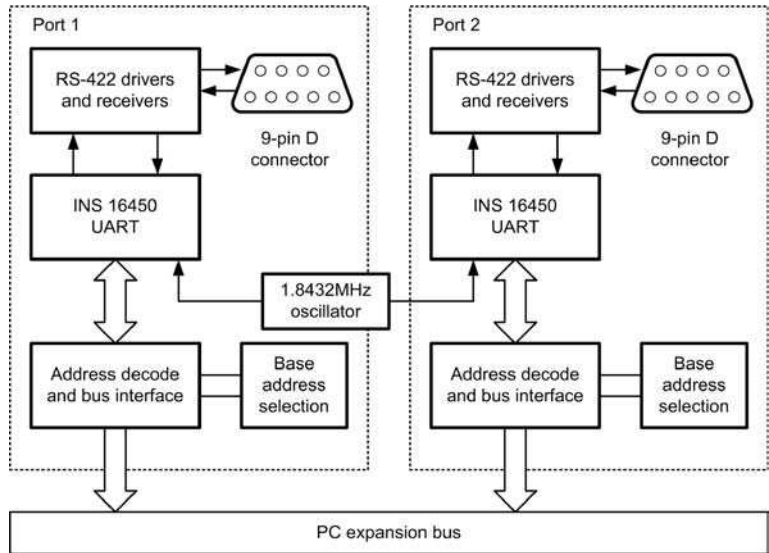 Port 1
RS-422 drivers
and receivers
9-pin D
connector
INS 16450
UART
Address decode
and bus interface
Base
address
selection
1.8432MHz
oscillator
Port 2
RS-422 drivers
and receivers
9-pin D
connector
INS 16450
UART
Address decode
and bus interface
Base
address
selection
PC expansion bus